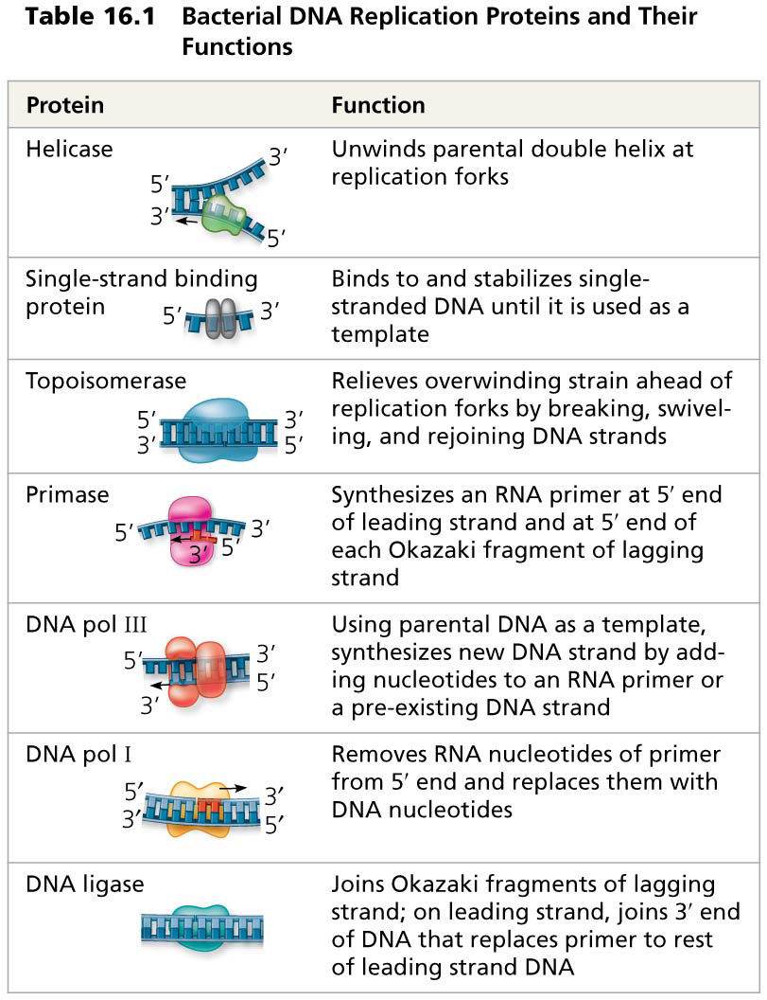 Table 16.1 Bacterial DNA Replication Proteins and Their
Functions
Protein Function
Helicase
3′
5′
3′
5′
Unwinds parental double helix at
replication forks
Single-strand binding
protein
5′ 3′
Binds to and stabilizes single-
stranded DNA until it is used as a
template
Topoisomerase
5′ 3′
3′ 5′
Relieves overwinding strain ahead of
replication forks by breaking, swivel-
ing, and rejoining DNA strands
Primase
5′ 3′
3′ 5′
Synthesizes an RNA primer at 5′ end
of leading strand and at 5′ end of
each Okazaki fragment of lagging
strand
DNA pol III
5′ 3′
5′
3′
Using parental DNA as a template,
synthesizes new DNA strand by add-
ing nucleotides to an RNA primer or
a pre-existing DNA strand
DNA pol I
5′ 3′
3′ 5′
Removes RNA nucleotides of primer
from 5′ end and replaces them with
DNA nucleotides
DNA ligase
Joins Okazaki fragments of lagging
strand; on leading strand, joins 3′ end
of DNA that replaces primer to rest
of leading strand DNA